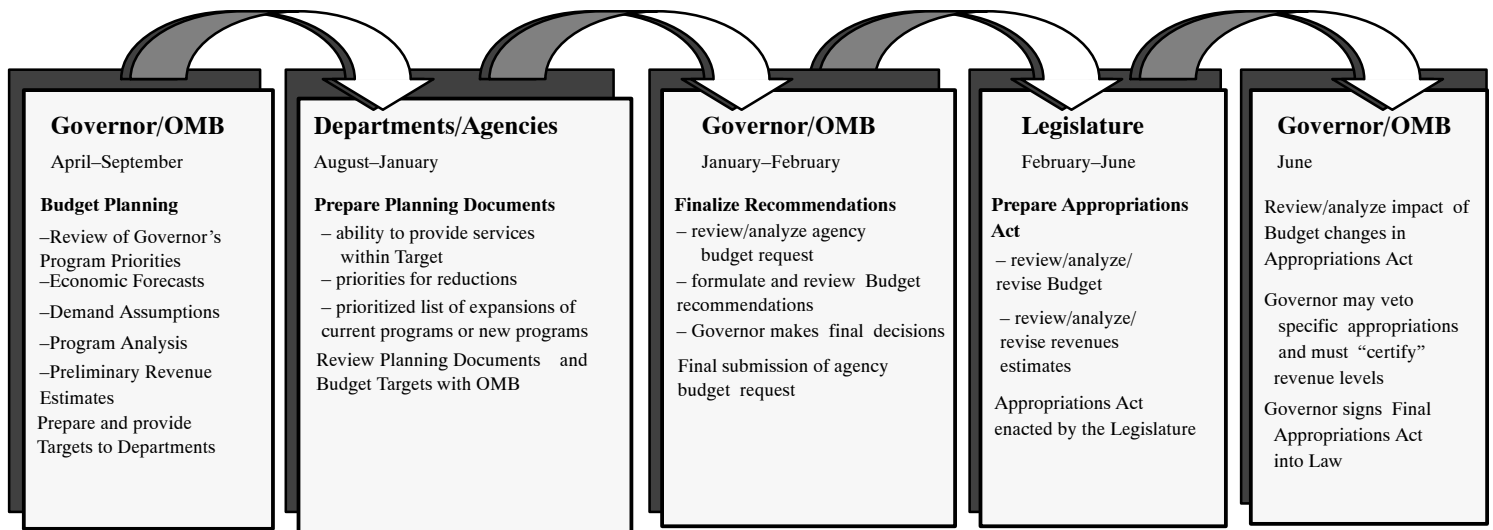 Governor/OMB
April–September
Budget Planning
–Review of Governor’s
Program Priorities
–Economic Forecasts
–Demand Assumptions
–Program Analysis
–Preliminary Revenue
Estimates
Prepare and provide
Targets to Departments
Departments/Agencies
August–January
Prepare Planning Documents
– ability to provide services
within Target
– priorities for reductions
– prioritized list of expansions of
current programs or new programs
Review Planning Documents and
Budget Targets with OMB
Governor/OMB
January–February
Finalize Recommendations
– review/analyze agency
budget request
– formulate and review Budget
recommendations
– Governor makes final decisions
Final submission of agency
budget request
Legislature
February–June
Prepare Appropriations
Act
– review/analyze/
revise Budget
– review/analyze/
revise revenues
estimates
Appropriations Act
enacted by the Legislature
Governor/OMB
June
Review/analyze impact of
Budget changes in
Appropriations Act
Governor may veto
specific appropriations
and must “certify”
revenue levels
Governor signs Final
Appropriations Act
into Law